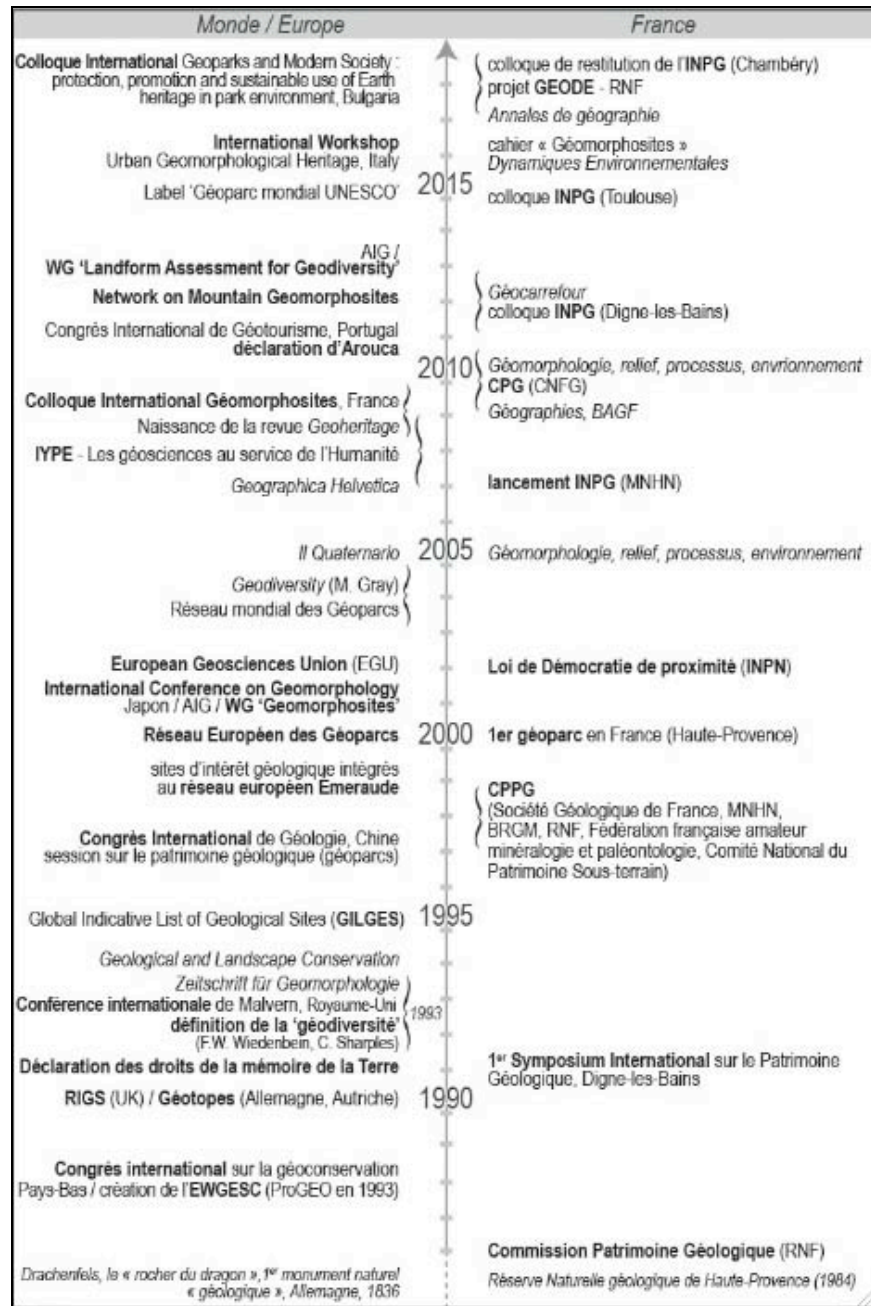 Monde / Europe
France
Colloque International Geoparks and Modern Society :
protection, promotion and sustainable use of Earth
heritage in park environment, Bulgaria
International Workshop
Urban Geomorphological Heritage, Italy
Label 'Géoparc mondial UNESCO'
AIG /
WG 'Landform Assessment for Geodiversity'
Network on Mountain Geomorphosites
Congrès International de Géotourisme, Portugal
déclaration d'Arouca
Colloque International Géomorphosites, France
Naissance de la revue Geoheritage
IYPE - Les géosciences au service de l'Humanité
Geographica Helvetica
Il Quaternario
Geodiversity (M. Gray)
Réseau mondial des Géoparcs
European Geosciences Union (EGU)
International Conference on Geomorphology
Japon / AIG / WG 'Geomorphosites'
Réseau Européen des Géoparcs
sites d'intérêt géologique intégrés
au réseau européen Emeraude
Congrès International de Géologie, Chine
session sur le patrimoine géologique (géoparcs)
Global Indicative List of Geological Sites (GILGES)
Geological and Landscape Conservation
Zeitschrift für Geomorphologie
Conférence internationale de Malvern, Royaume-Uni
définition de la 'géodiversité'
(F.W. Wiedenbein, C. Sharples)
1993
Déclaration des droits de la mémoire de la Terre
RIGS (UK) / Géotopes (Allemagne, Autriche)
Congrès international sur la géoconservation
Pays-Bas / création de l'EWGESC (ProGEO en 1993)
Drachenfels, le « rocher du dragon », 1er monument naturel
« géologique », Allemagne, 1836
2015
2010
2005
2000
1995
1990
colloque de restitution de l'INPG (Chambéry)
projet GEODE - RNF
Annales de géographie
cahier « Géomorphosites »
Dynamiques Environnementales
colloque INPG (Toulouse)
Géocarrefour
colloque INPG (Digne-les-Bains)
Géomorphologie, relief, processus, envrionnement
CPG (CNFG)
Géographies, BAGF
lancement INPG (MNHN)
Géomorphologie, relief, processus, environnement
Loi de Démocratie de proximité (INPN)
1er géoparc en France (Haute-Provence)
CPPG
(Société Géologique de France, MNHN,
BRGM, RNF, Fédération française amateur
minéralogie et paléontologie, Comité National du
Patrimoine Sous-terrain)
1er Symposium International sur le Patrimoine
Géologique, Digne-les-Bains
Commission Patrimoine Géologique (RNF)
Réserve Naturelle géologique de Haute-Provence (1984)